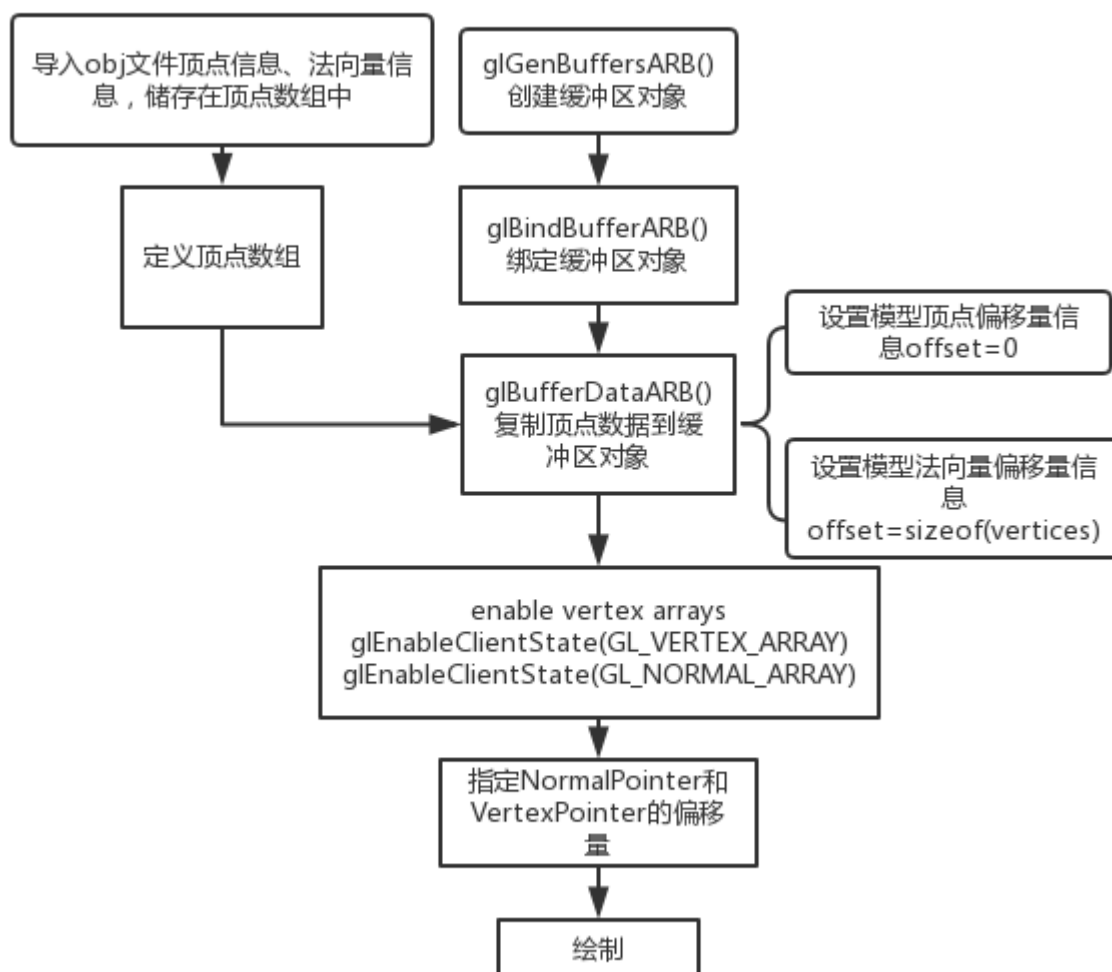 导入obj文件顶点信息、法向量信
息，储存在顶点数组中
glGenBuffersARB()
创建缓冲区对象
定义顶点数组
glBindBufferARB()
绑定缓冲区对象
设置模型顶点偏移量信
息offset=0
glBufferDataARB()
复制顶点数据到缓
冲区对象
设置模型法向量偏移量信
息
offset=sizeof(vertices)
enable vertex arrays
glEnableClientState(GL_VERTEX_ARRAY)
glEnableClientState(GL_NORMAL_ARRAY)
指定NormalPointer和
VertexPointer的偏移
量
绘制